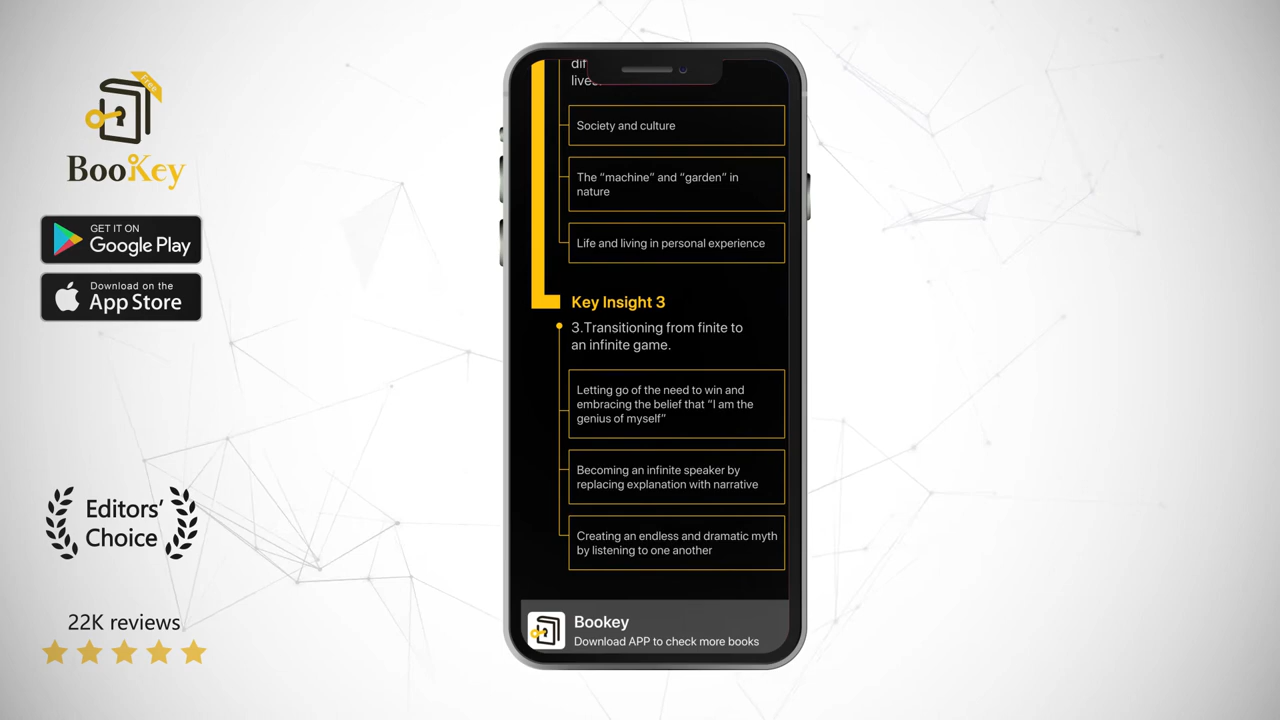 Free
BooKey
GET IT ON
Google Play
Download on the
App Store
Editors'
Choice
22K reviews
lives.
Society and culture
The “machine” and “garden” in
nature
Life and living in personal experience
Key Insight 3
3.Transitioning from finite to
an infinite game.
Letting go of the need to win and
embracing the belief that “I am the
genius of myself”
Becoming an infinite speaker by
replacing explanation with narrative
Creating an endless and dramatic myth
by listening to one another
Bookey
Download APP to check more books